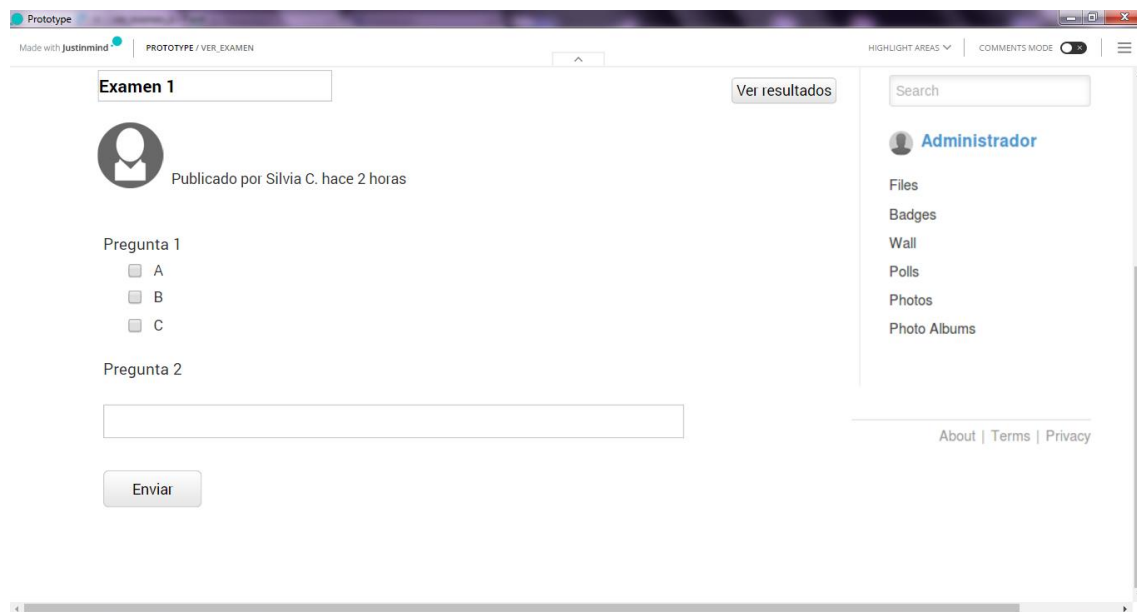 Prototype
Made with Justinmind
PROTOTYPE / VER_EXAMEN
HIGHLIGHT AREAS
COMMENTS MODE
Examen 1
Ver resultados
Publicado por Silvia C. hace 2 horas
Pregunta 1
A
B
C
Pregunta 2
Enviar
Search
Administrador
Files
Badges
Wall
Polls
Photos
Photo Albums
About | Terms | Privacy